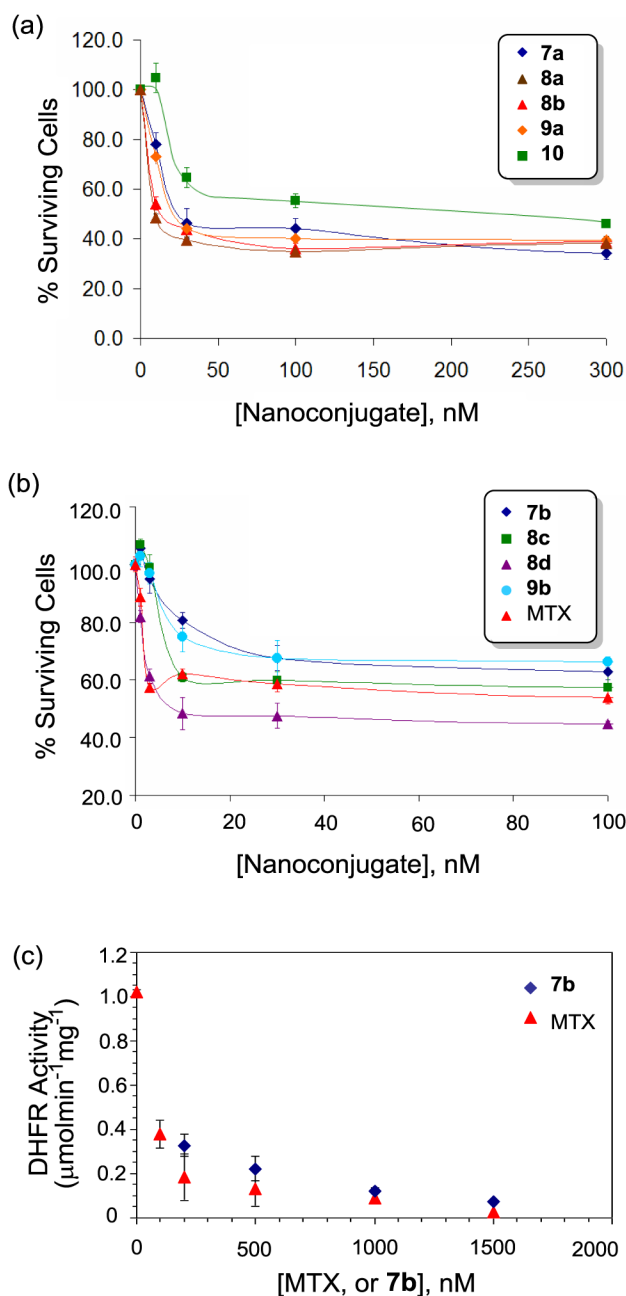 (a)
120.0
100.0
80.0
60.0
40.0
20.0
0.0
% Surviving Cells
7a
8a
8b
9a
10
0 50 100 150 200 250 300
[Nanoconjugate], nM
(b)
120.0
100.0
80.0
60.0
40.0
20.0
% Surviving Cells
7b
8c
8d
9b
MTX
0 20 40 60 80 100
[Nanoconjugate], nM
(c)
1.2
1.0
0.8
0.6
0.4
0.2
0
DHFR Activity
(μmolmin⁻¹mg⁻¹)
7b
MTX
0 500 1000 1500 2000
[MTX, or 7b], nM